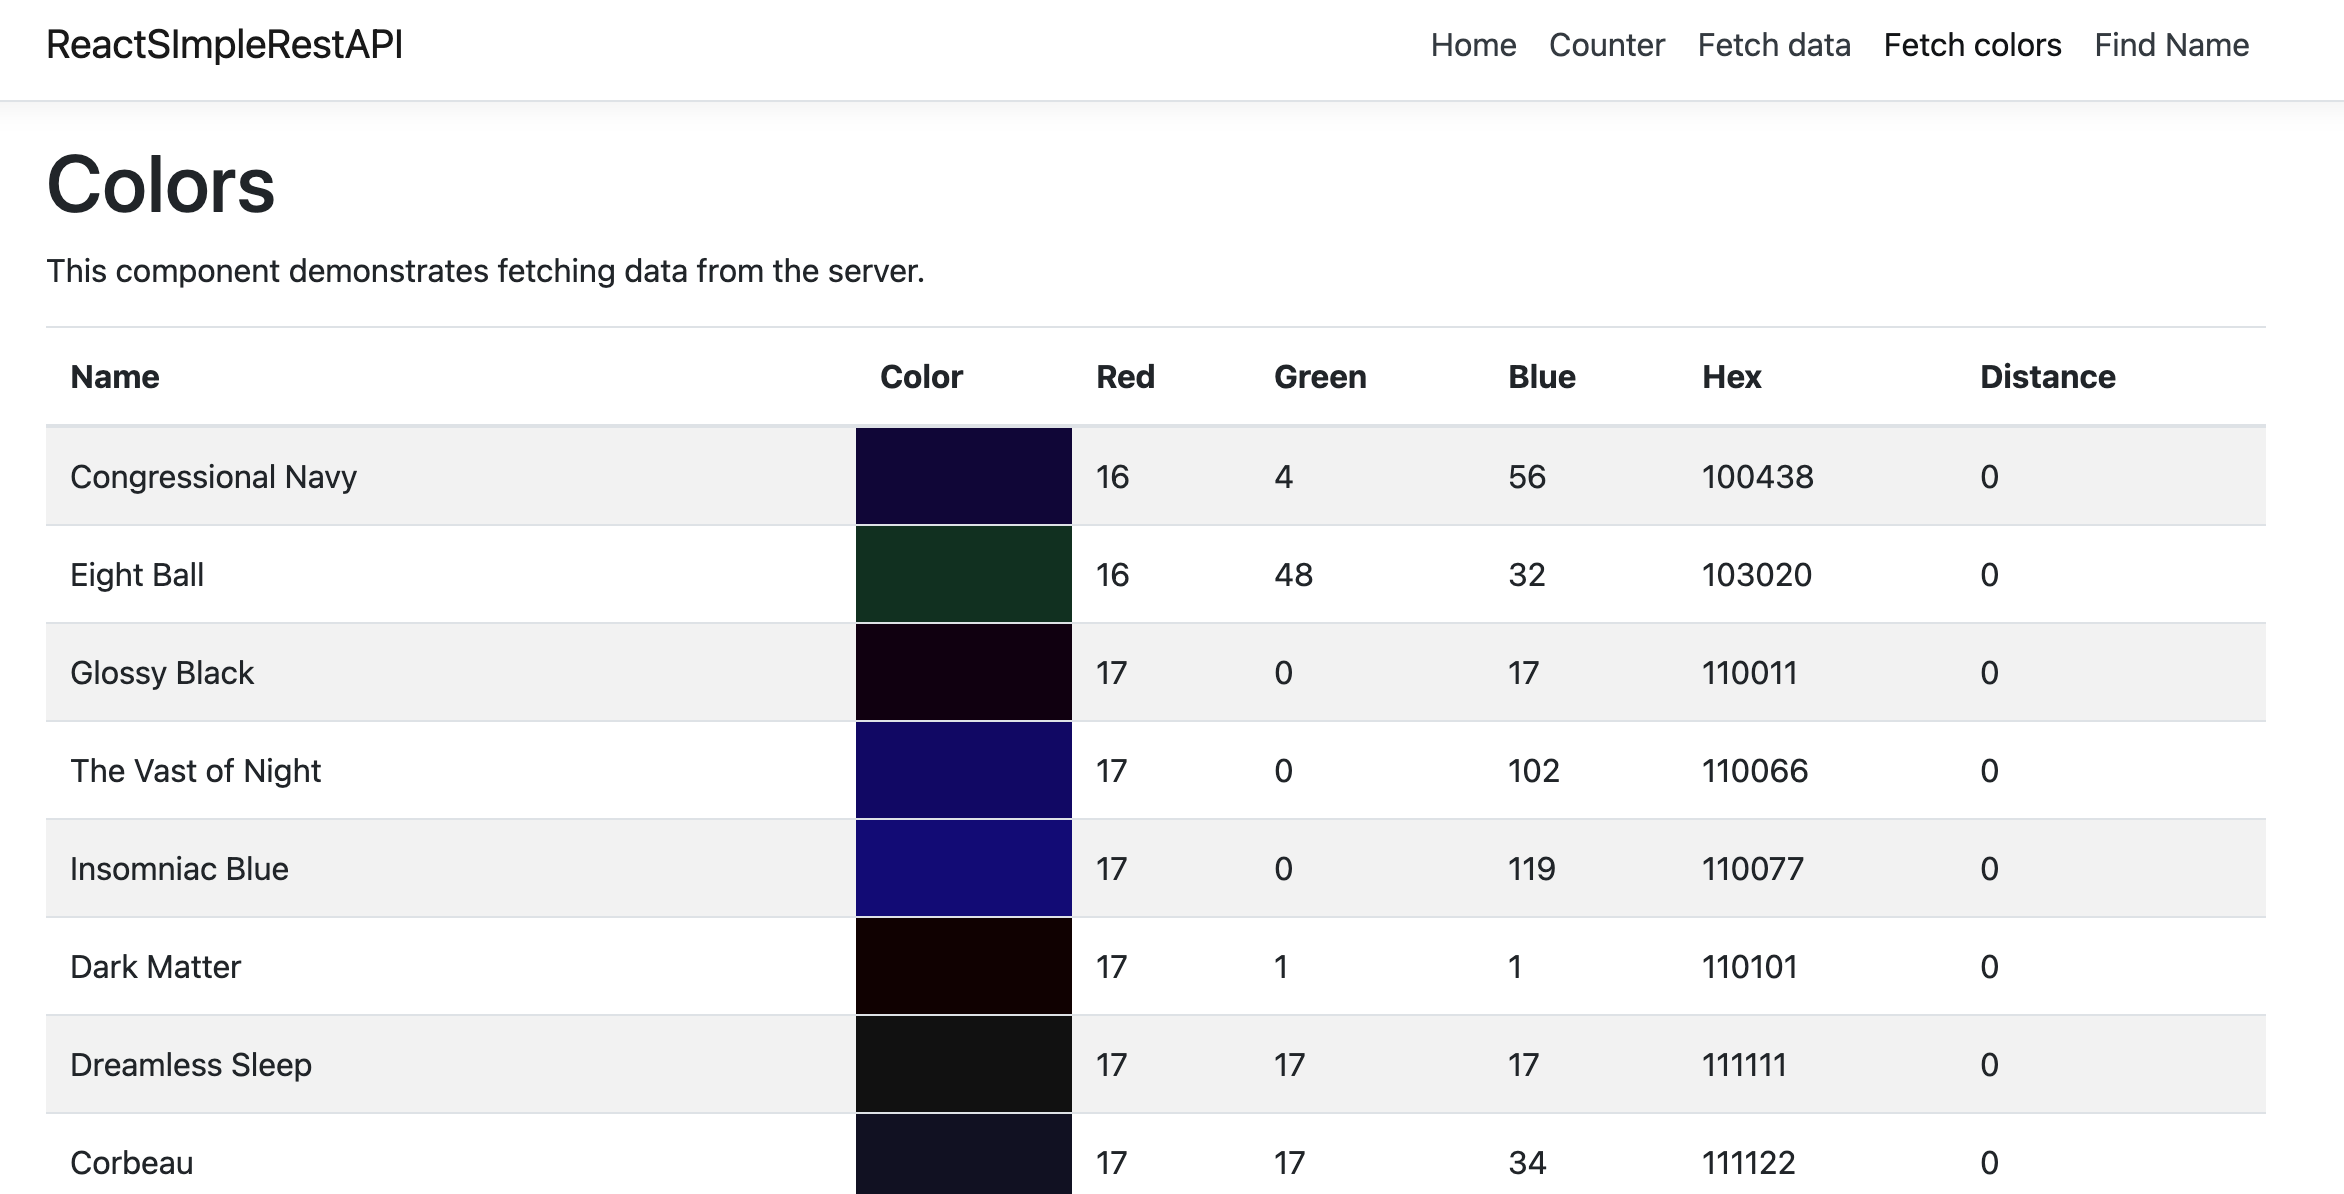 ReactSImpleRestAPI Home Counter Fetch data Fetch colors Find Name
Colors
This component demonstrates fetching data from the server.
Name Color Red Green Blue Hex Distance
Congressional Navy 16 4 56 100438 0
Eight Ball 16 48 32 103020 0
Glossy Black 17 0 17 110011 0
The Vast of Night 17 0 102 110066 0
Insomniac Blue 17 0 119 110077 0
Dark Matter 17 1 1 110101 0
Dreamless Sleep 17 17 17 111111 0
Corbeau 17 17 34 111122 0